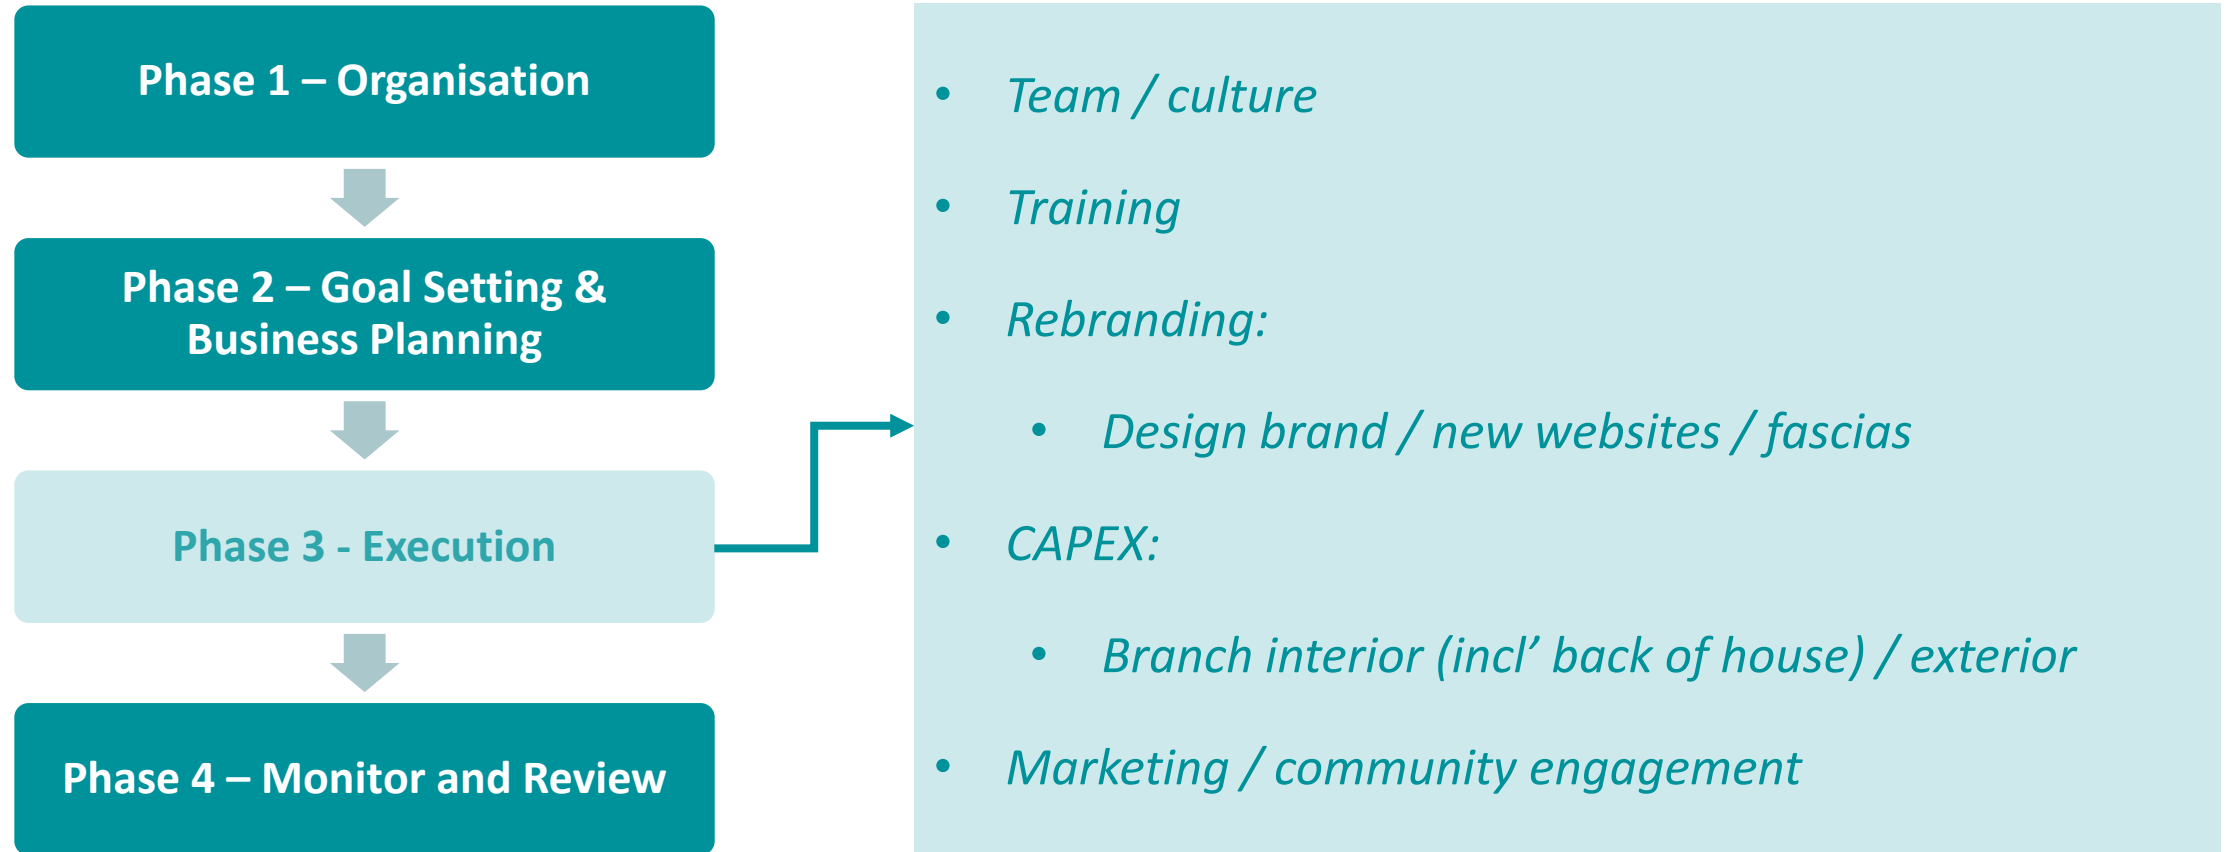 Phase 1 – Organisation
Phase 2 – Goal Setting &
Business Planning
Phase 3 - Execution
Phase 4 – Monitor and Review
• Team / culture
• Training
• Rebranding:
• Design brand / new websites / fascias
• CAPEX:
• Branch interior (incl’ back of house) / exterior
• Marketing / community engagement